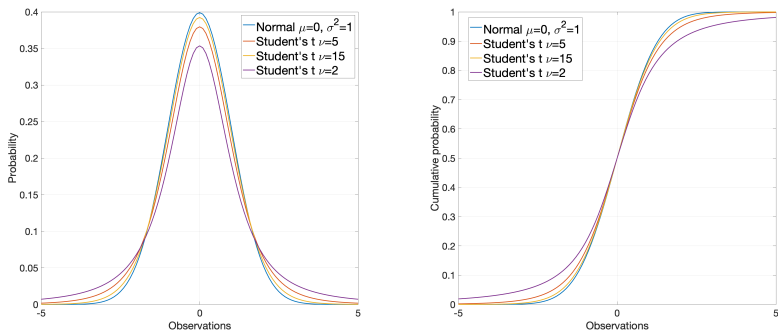 0.4
0.35
0.3
0.25
0.2
0.15
0.1
0.05
0
Probability
-5
0
5
Observations
Normal μ=0, σ²=1
Student's t ν=5
Student's t ν=15
Student's t ν=2
1
0.9
0.8
0.7
0.6
0.5
0.4
0.3
0.2
0.1
0
Cumulative probability
-5
0
5
Observations
Normal μ=0, σ²=1
Student's t ν=5
Student's t ν=15
Student's t ν=2